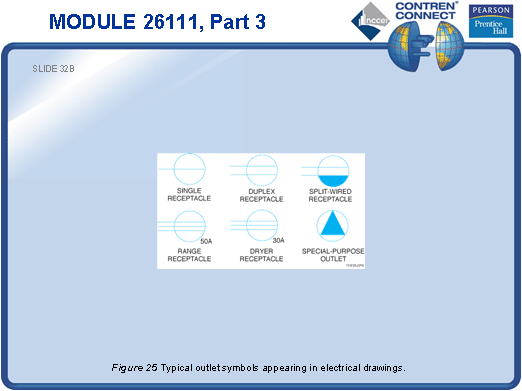 MODULE 26111, Part 3
nccer
CONTREN®
CONNECT
PEARSON
Prentice
Hall
SLIDE 32B
SINGLE
RECEPTACLE
DUPLEX
RECEPTACLE
SPLIT-WIRED
RECEPTACLE
50A
RANGE
RECEPTACLE
30A
DRYER
RECEPTACLE
SPECIAL-PURPOSE
OUTLET
Figure 25 Typical outlet symbols appearing in electrical drawings.